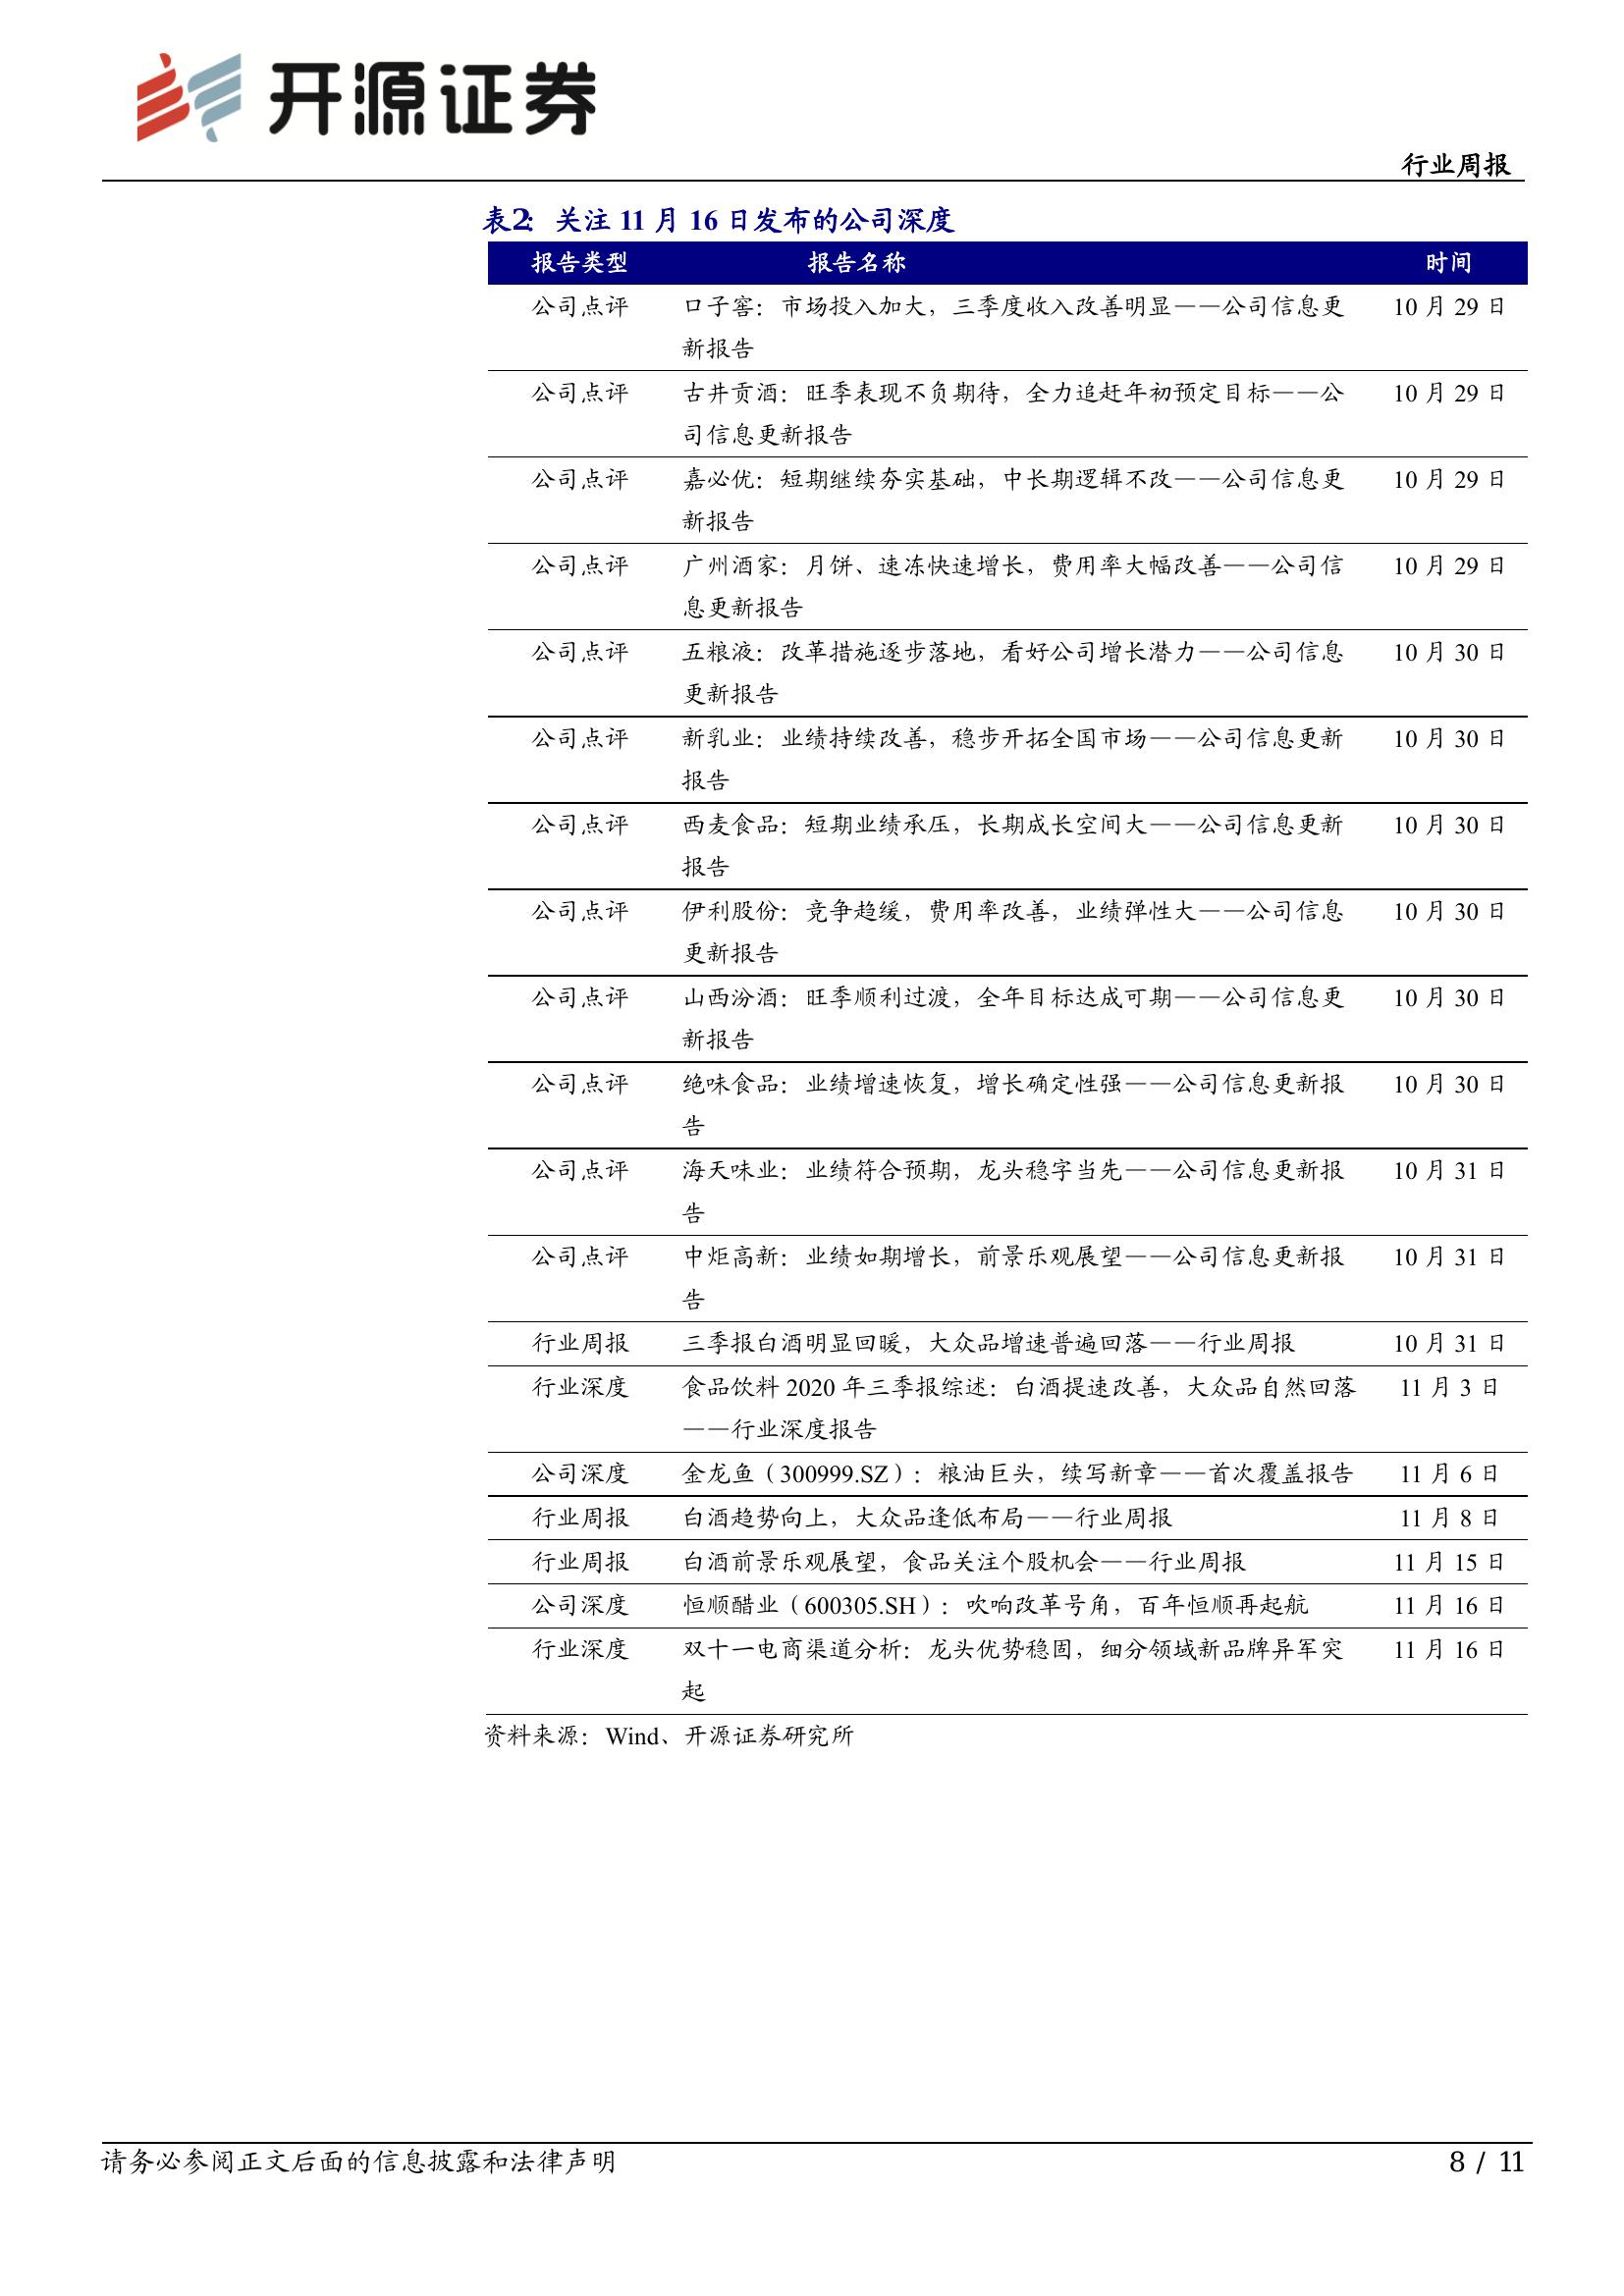 开源证券
行业周报
表2: 关注 11 月 16 日发布的公司深度
报告类型 报告名称 时间
公司点评 口子窖：市场投入加大，三季度收入改善明显——公司信息更 10 月 29 日
新报告
公司点评 古井贡酒：旺季表现不负期待，全力追赶年初预定目标——公 10 月 29 日
司信息更新报告
公司点评 嘉必优：短期继续夯实基础，中长期逻辑不改——公司信息更 10 月 29 日
新报告
公司点评 广州酒家：月饼、速冻快速增长，费用率大幅改善——公司信 10 月 29 日
息更新报告
公司点评 五粮液：改革措施逐步落地，看好公司增长潜力——公司信息 10 月 30 日
更新报告
公司点评 新乳业：业绩持续改善，稳步开拓全国市场——公司信息更新 10 月 30 日
报告
公司点评 西麦食品：短期业绩承压，长期成长空间大——公司信息更新 10 月 30 日
报告
公司点评 伊利股份：竞争趋缓，费用率改善，业绩弹性大——公司信息 10 月 30 日
更新报告
公司点评 山西汾酒：旺季顺利过渡，全年目标达成可期——公司信息更 10 月 30 日
新报告
公司点评 绝味食品：业绩增速恢复，增长确定性强——公司信息更新报 10 月 30 日
告
公司点评 海天味业：业绩符合预期，龙头稳字当先——公司信息更新报 10 月 31 日
告
公司点评 中炬高新：业绩如期增长，前景乐观展望——公司信息更新报 10 月 31 日
告
行业周报 三季报白酒明显回暖，大众品增速普遍回落——行业周报 10 月 31 日
行业深度 食品饮料 2020 年三季报综述：白酒提速改善，大众品自然回落 11 月 3 日
——行业深度报告
公司深度 金龙鱼（300999.SZ）：粮油巨头，续写新章——首次覆盖报告 11 月 6 日
行业周报 白酒趋势向上，大众品逢低布局——行业周报 11 月 8 日
行业周报 白酒前景乐观展望，食品关注个股机会——行业周报 11 月 15 日
公司深度 恒顺醋业（600305.SH）：吹响改革号角，百年恒顺再起航 11 月 16 日
行业深度 双十一电商渠道分析：龙头优势稳固，细分领域新品牌异军突 11 月 16 日
起
资料来源：Wind、开源证券研究所
请务必参阅正文后面的信息披露和法律声明 8 / 11